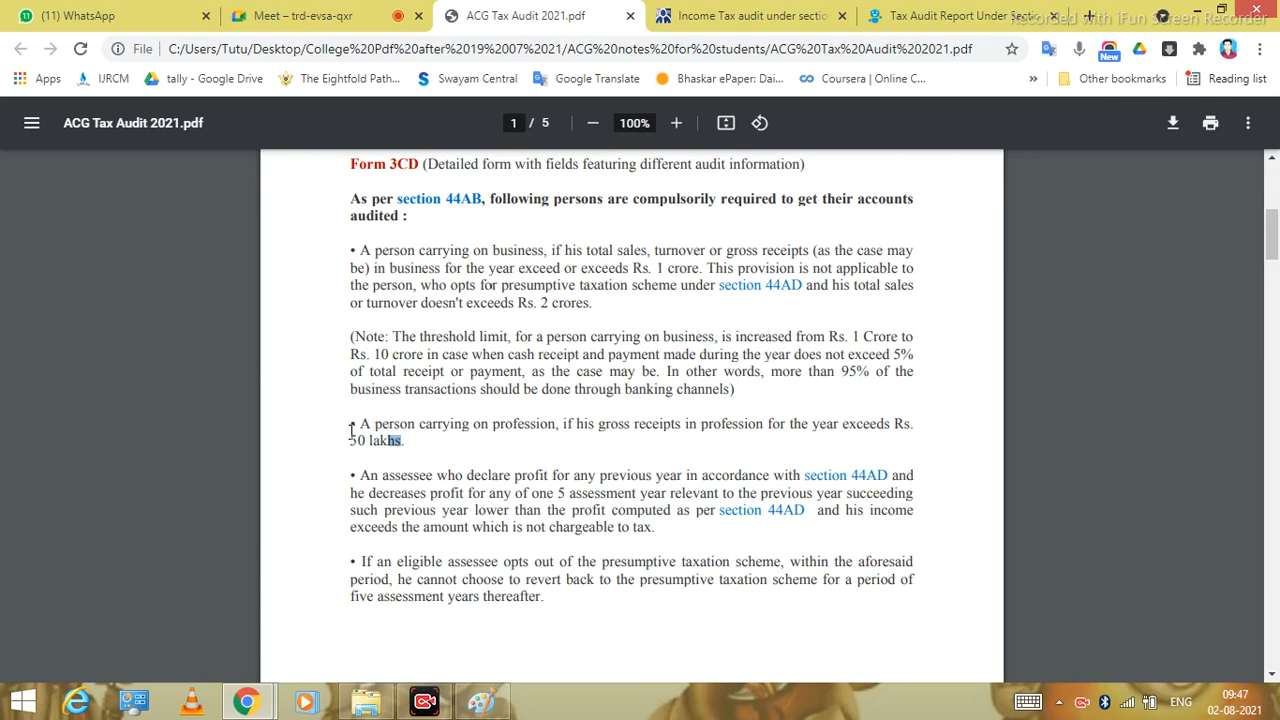 (11) WhatsApp
Meet – trd-evsa-qxr
ACG Tax Audit 2021.pdf
Income Tax audit under sectio
Tax Audit Report Under Sec
Recorded with iFun Screen Recorder
File
C:/Users/Tutu/Desktop/College%20Pdf%20after%2019%2007%2021/ACG%20notes%20for%20students/ACG%20Tax%20Audit%202021.pdf
New
Apps
IJRCM
tally - Google Drive
The Eightfold Path...
Swayam Central
Google Translate
Bhaskar ePaper: Dai...
Coursera | Online C...
»
Other bookmarks
Reading list
ACG Tax Audit 2021.pdf
1 / 5
100%
Form 3CD (Detailed form with fields featuring different audit information)
As per section 44AB, following persons are compulsorily required to get their accounts
audited :
• A person carrying on business, if his total sales, turnover or gross receipts (as the case may
be) in business for the year exceed or exceeds Rs. 1 crore. This provision is not applicable to
the person, who opts for presumptive taxation scheme under section 44AD and his total sales
or turnover doesn't exceeds Rs. 2 crores.
(Note: The threshold limit, for a person carrying on business, is increased from Rs. 1 Crore to
Rs. 10 crore in case when cash receipt and payment made during the year does not exceed 5%
of total receipt or payment, as the case may be. In other words, more than 95% of the
business transactions should be done through banking channels)
• A person carrying on profession, if his gross receipts in profession for the year exceeds Rs.
50 lakhs.
• An assessee who declare profit for any previous year in accordance with section 44AD and
he decreases profit for any of one 5 assessment year relevant to the previous year succeeding
such previous year lower than the profit computed as per section 44AD and his income
exceeds the amount which is not chargeable to tax.
• If an eligible assessee opts out of the presumptive taxation scheme, within the aforesaid
period, he cannot choose to revert back to the presumptive taxation scheme for a period of
five assessment years thereafter.
ENG
09:47
02-08-2021